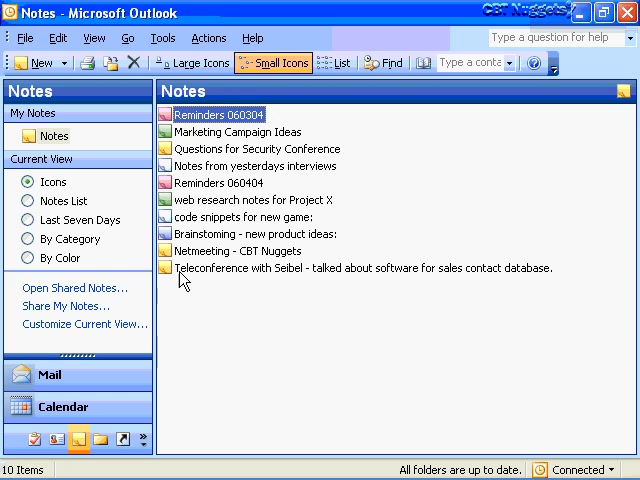 Notes - Microsoft Outlook
CBT Nuggets
File Edit View Go Tools Actions Help
Type a question for help
New Large Icons Small Icons List Find Type a conta
Notes
Notes
My Notes
Notes
Current View
Icons
Notes List
Last Seven Days
By Category
By Color
Open Shared Notes...
Share My Notes...
Customize Current View...
Mail
Calendar
Reminders 060304
Marketing Campaign Ideas
Questions for Security Conference
Notes from yesterdays interviews
Reminders 060404
web research notes for Project X
code snippets for new game:
Brainstoming - new product ideas:
Netmeeting - CBT Nuggets
Teleconference with Seibel - talked about software for sales contact database.
10 Items
All folders are up to date.
Connected